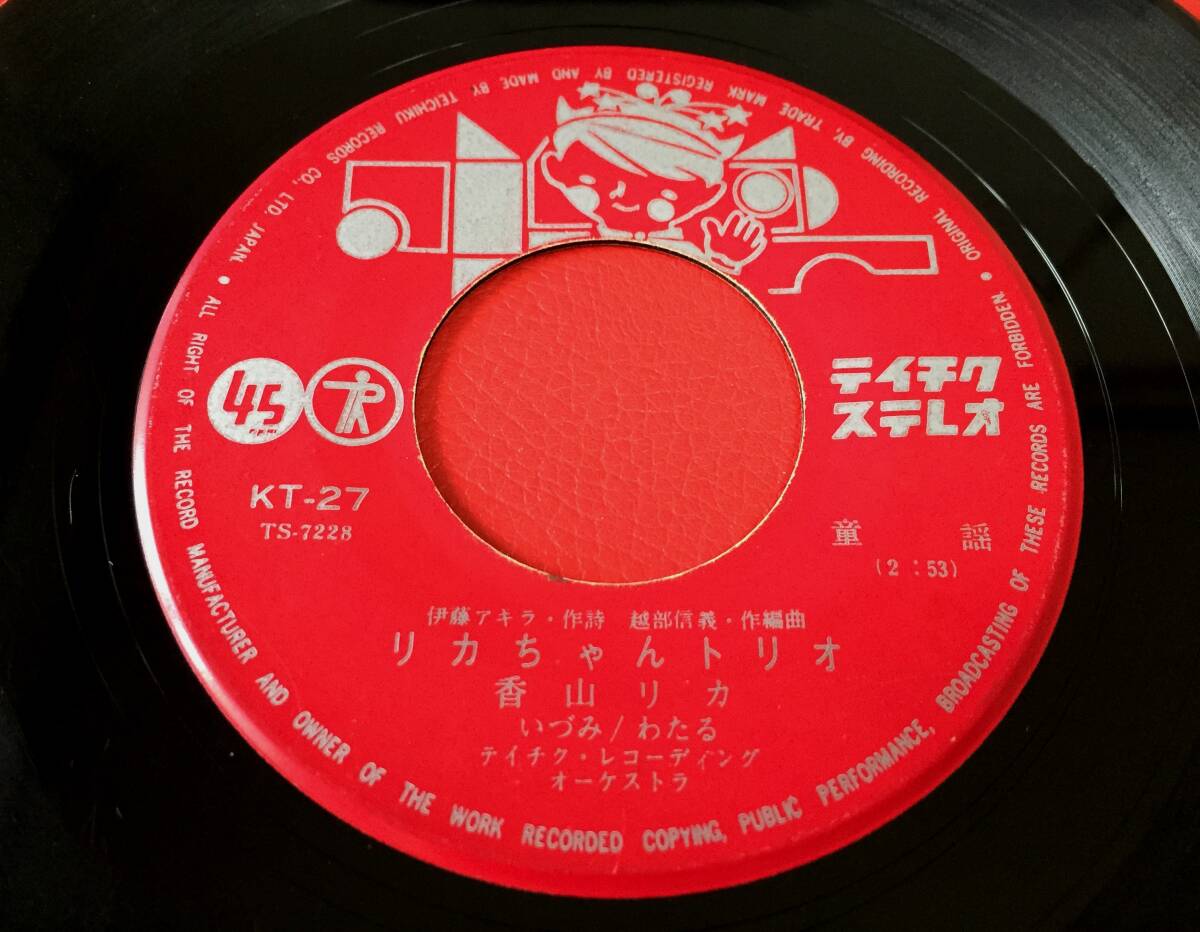 ORIGINAL RECORDING BY, TRADE MARK REGISTERED BY AND MADE BY TEICHIKU RECORDS CO., LTD. JAPAN. • ALL RIGHT OF THE RECORD MANUFACTURER AND OWNER OF THE WORK RECORDED COPYING, PUBLIC PERFORMANCE, BROADCASTING OF THESE RECORDS ARE FORBIDDEN. •
45
テイチク
ステレオ
KT-27
TS-7228
童 謡
(2:53)
伊藤アキラ・作詩 越部信義・作編曲
リカちゃんトリオ
香山リカ
いづみ/わたる
テイチク・レコーディング
オーケストラ